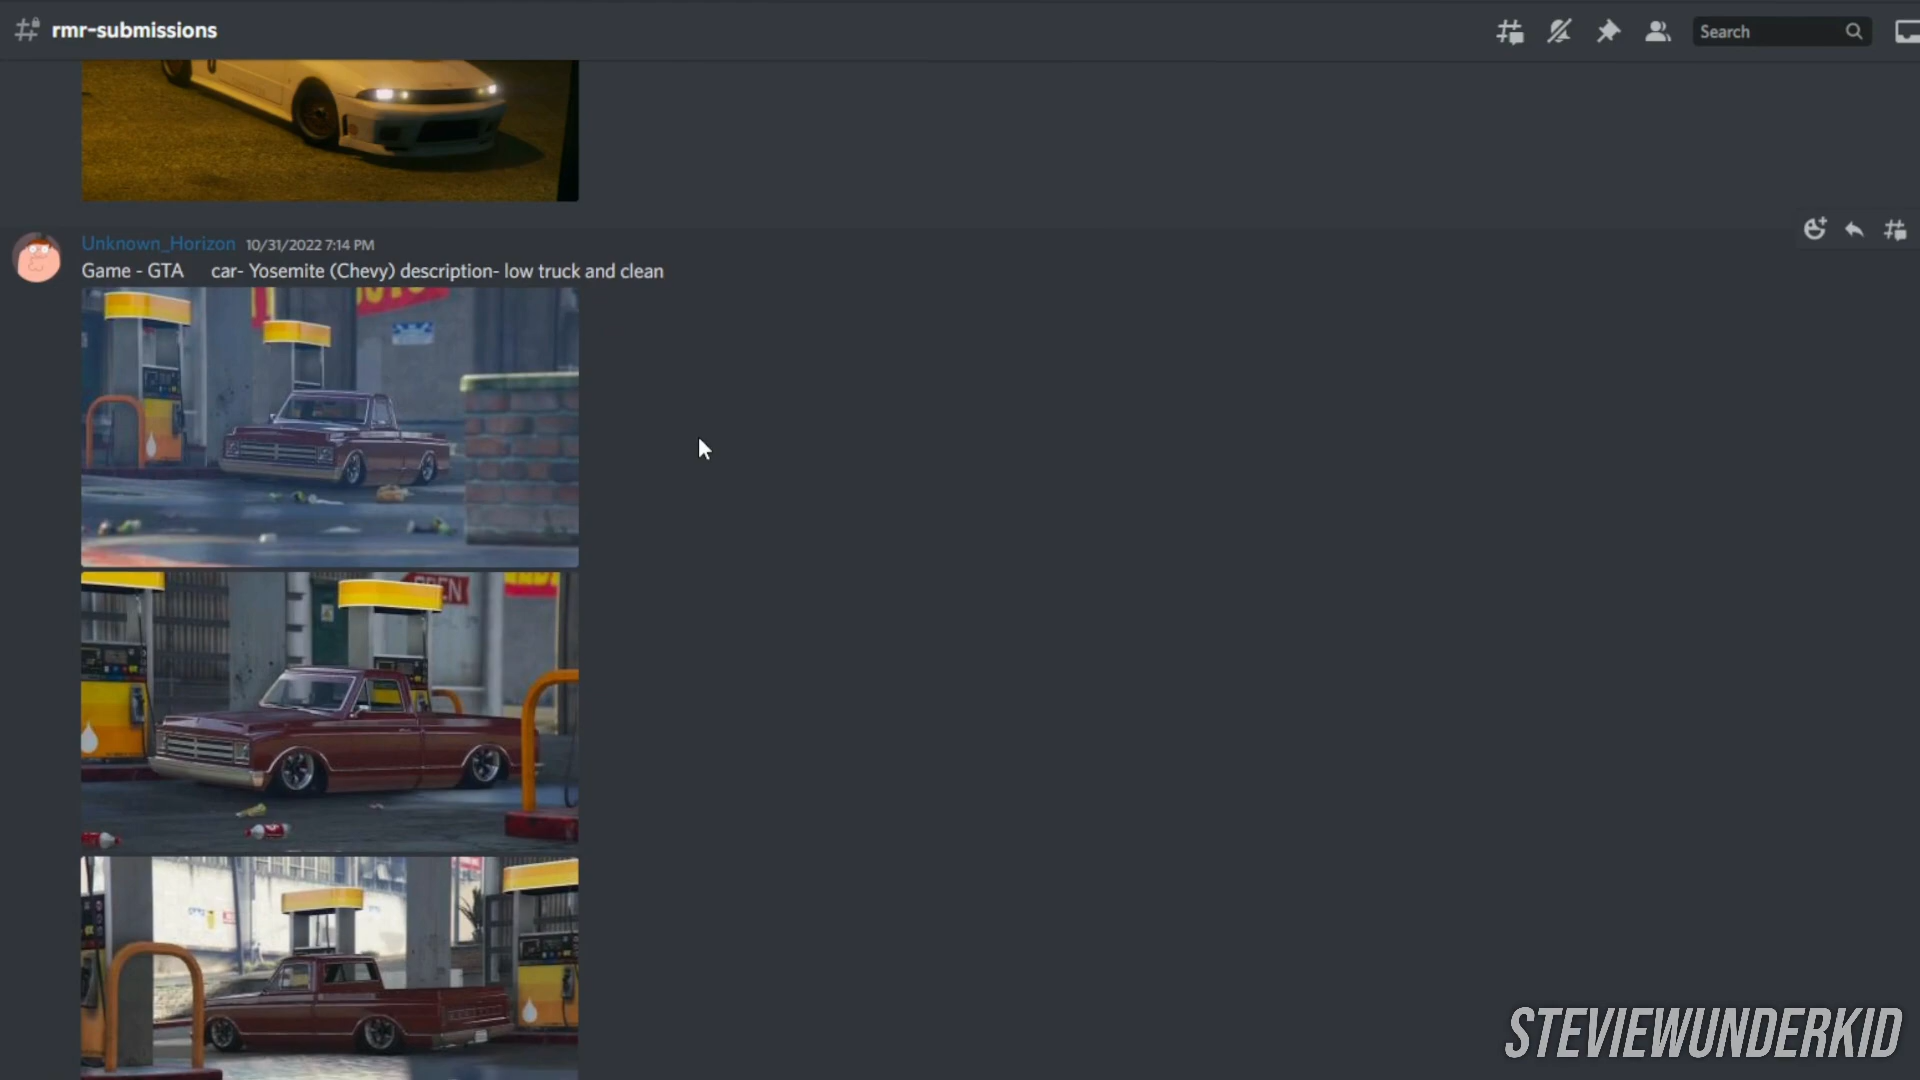 rmr-submissions
Search
Unknown_Horizon 10/31/2022 7:14 PM
Game - GTA car- Yosemite (Chevy) description- low truck and clean
STEVIEWUNDERKID